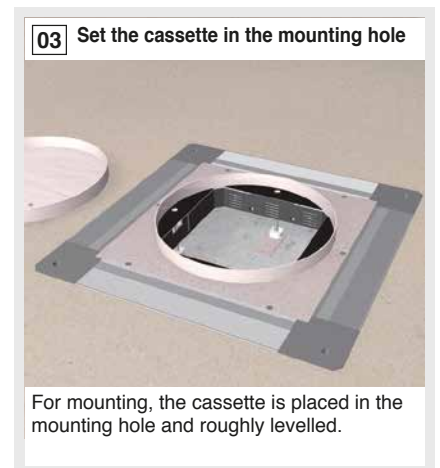 03 Set the cassette in the mounting hole
For mounting, the cassette is placed in the
mounting hole and roughly levelled.